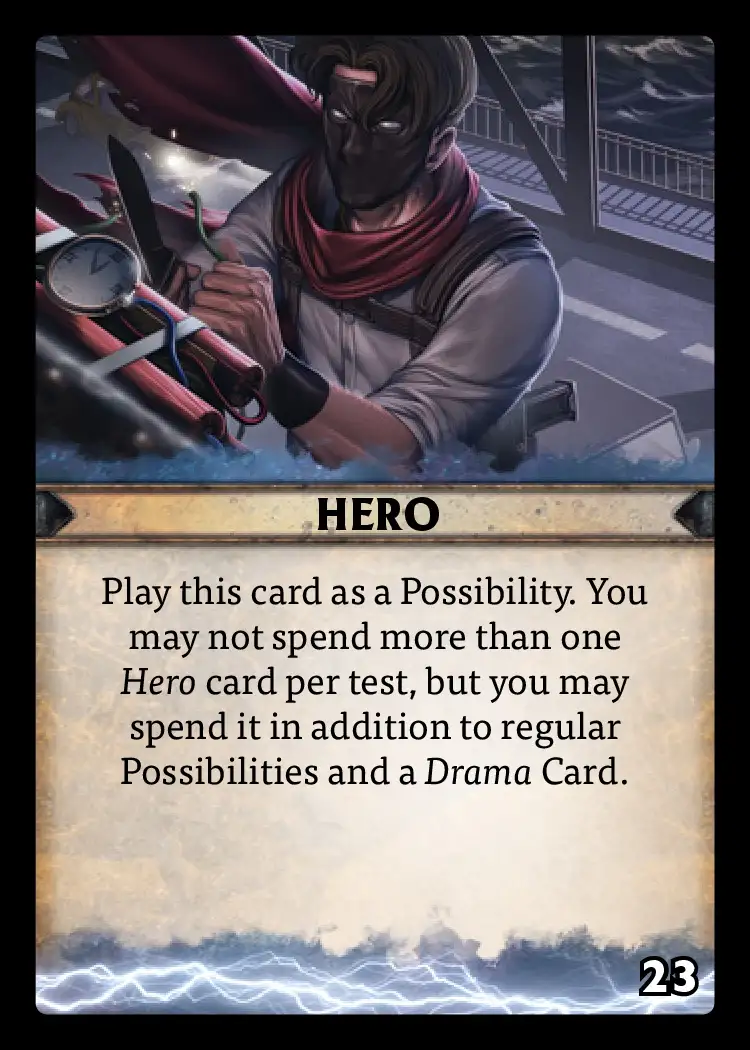 HERO
Play this card as a Possibility. You
may not spend more than one
Hero card per test, but you may
spend it in addition to regular
Possibilities and a Drama Card.
23